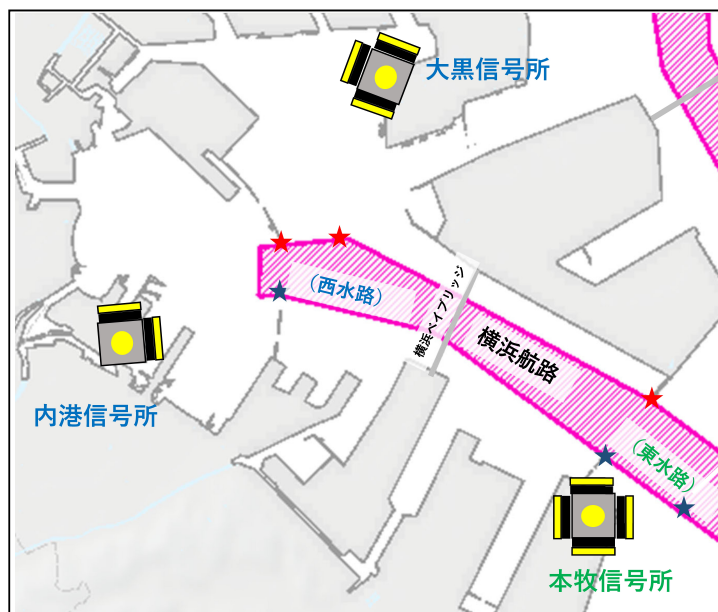 大黒信号所
(西水路)
横浜ベイブリッジ
横浜航路
内港信号所
(東水路)
本牧信号所